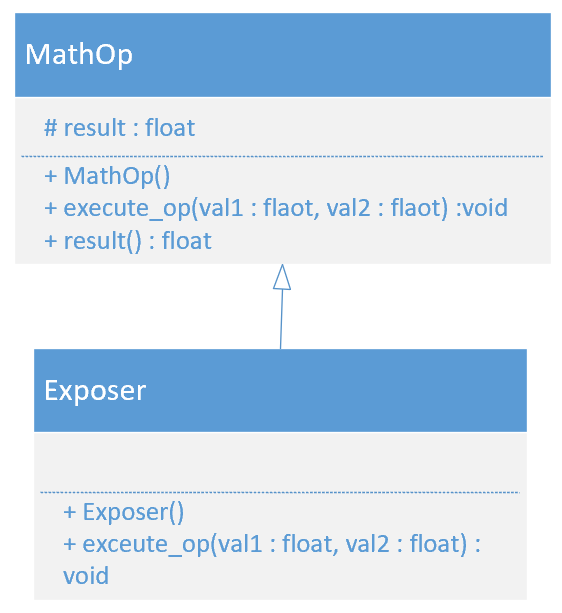 MathOp
# result : float
+ MathOp()
+ execute_op(val1 : flaot, val2 : flaot) :void
+ result() : float
Exposer
+ Exposer()
+ exceute_op(val1 : float, val2 : float) :
void